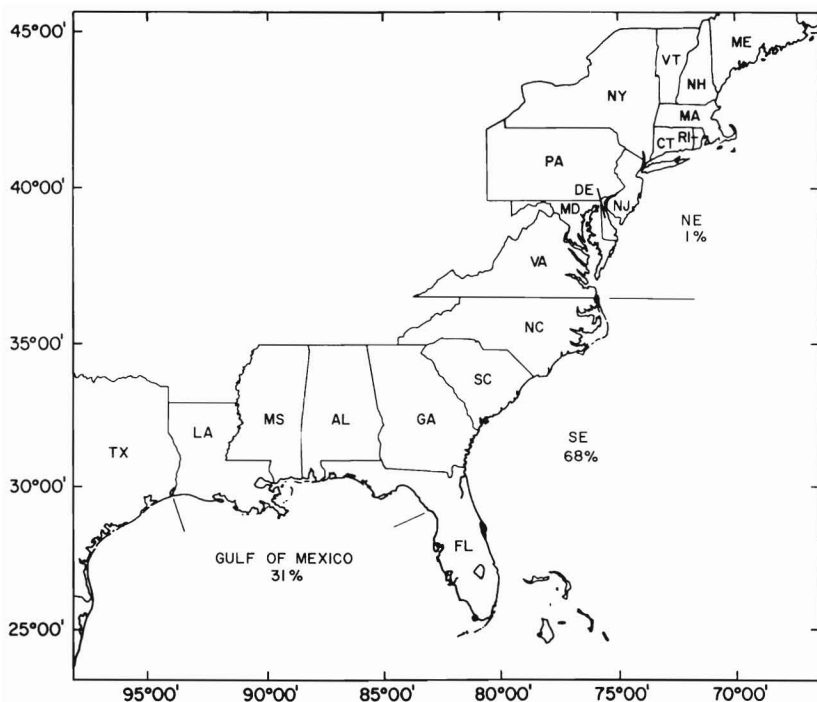 45°00'
40°00'
35°00'
30°00'
25°00'
95°00' 90°00' 85°00' 80°00' 75°00' 70°00'
ME
VT
NH
NY
MA
CT RI
PA
DE
NJ
MD
NE
1%
VA
NC
SC
MS AL GA
LA
TX
SE
68%
FL
GULF OF MEXICO
31%